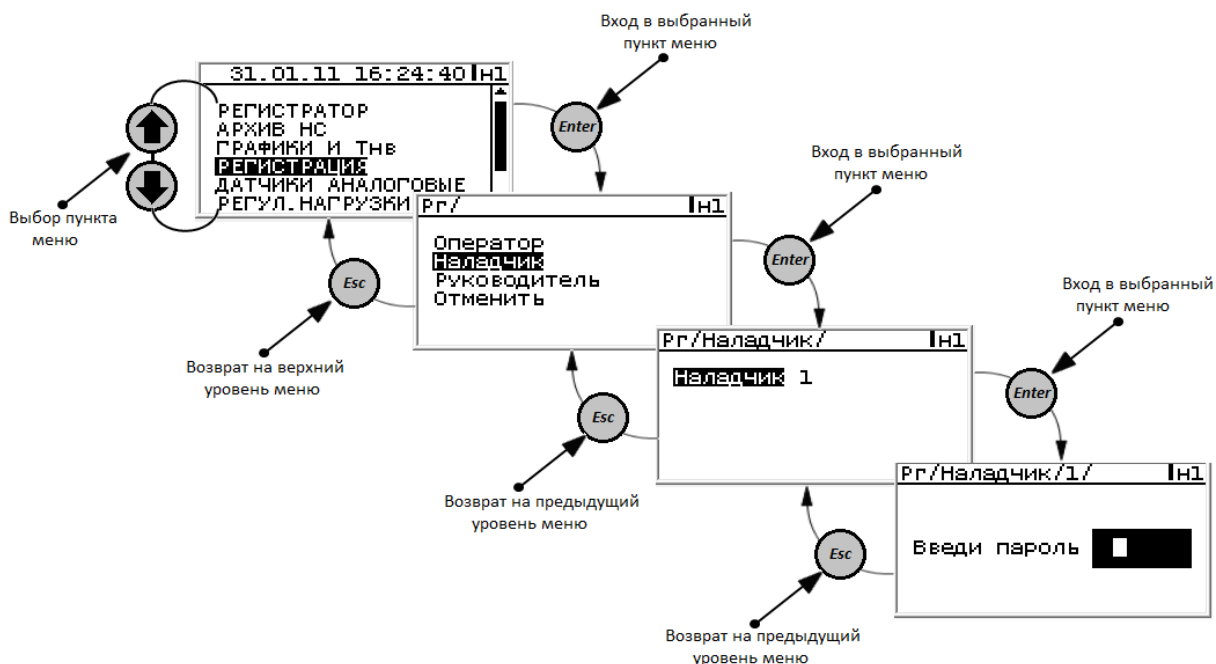 Вход в выбранный
пункт меню
31.01.11 16:24:40 Н1
РЕГИСТРАТОР
АРХИВ НС
ГРАФИКИ И Тнв
РЕГИСТРАЦИЯ
ДАТЧИКИ АНАЛОГОВЫЕ
РЕГУЛ.НАГРУЗКИ
Enter
Выбор пункта
меню
Вход в выбранный
пункт меню
Рг/ Н1
Оператор
Наладчик
Руководитель
Отменить
Enter
Esc
Возврат на верхний
уровень меню
Вход в выбранный
пункт меню
Рг/Наладчик/ Н1
Наладчик 1
Enter
Esc
Возврат на предыдущий
уровень меню
Рг/Наладчик/1/ Н1
Введи пароль
Esc
Возврат на предыдущий
уровень меню